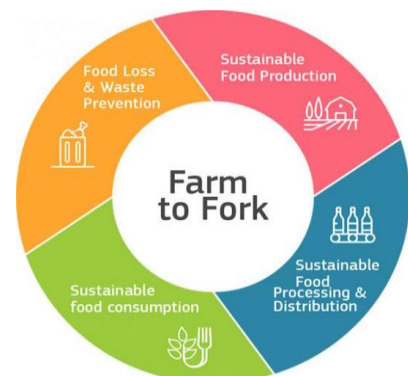 Farm
to Fork
Sustainable
Food Production
Sustainable
Food
Processing &
Distribution
Sustainable
food consumption
Food Loss
& Waste
Prevention